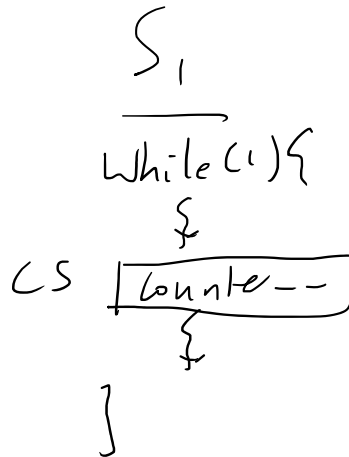 S1
while(1){
{
CS counte--
{
}